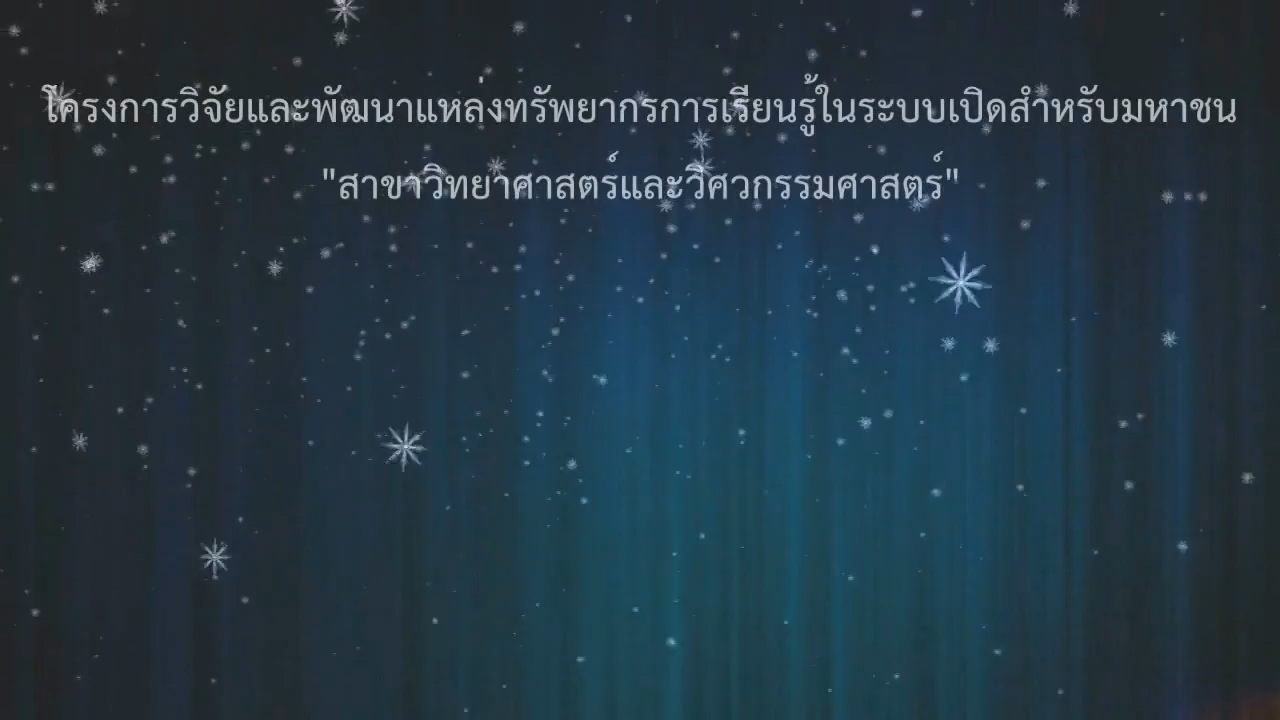 โครงการวิจัยและพัฒนาแหล่งทรัพยากรการเรียนรู้ในระบบเปิดสำหรับมหาชน
"สาขาวิทยาศาสตร์และวิศวกรรมศาสตร์"